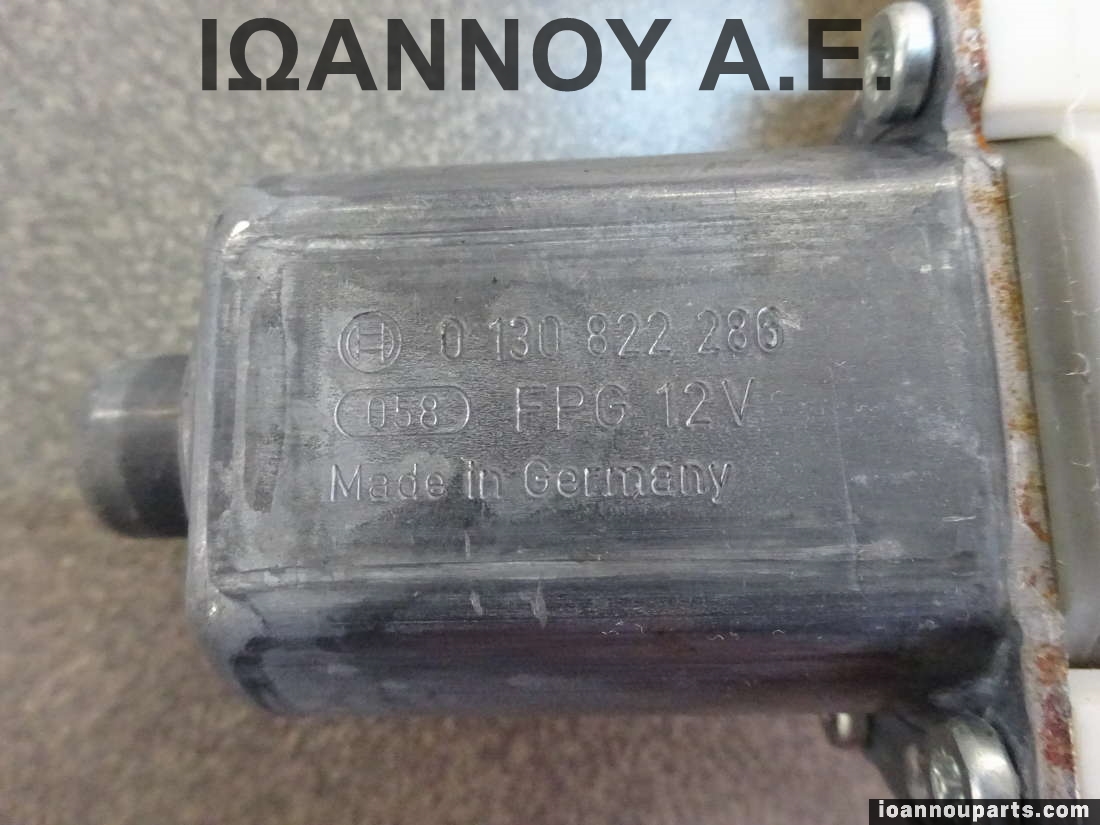 ΙΩΑΝΝΟΥ Α.Ε.
0 130 822 286
058 FPG 12V
Made in Germany
ioannouparts.com